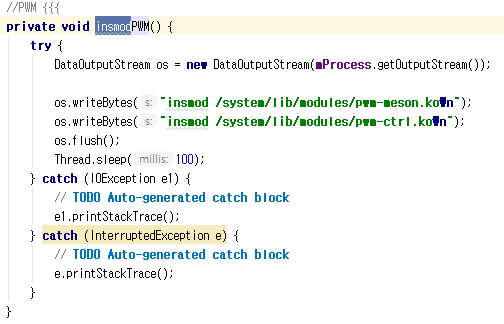 //PWM {{{
private void insmodPWM() {
    try {
        DataOutputStream os = new DataOutputStream(mProcess.getOutputStream());

        os.writeBytes( s: "insmod /system/lib/modules/pwm-meson.ko₩n");
        os.writeBytes( s: "insmod /system/lib/modules/pwm-ctrl.ko₩n");
        os.flush();
        Thread.sleep( millis: 100);
    } catch (IOException e1) {
        // TODO Auto-generated catch block
        e1.printStackTrace();
    } catch (InterruptedException e) {
        // TODO Auto-generated catch block
        e.printStackTrace();
    }
}